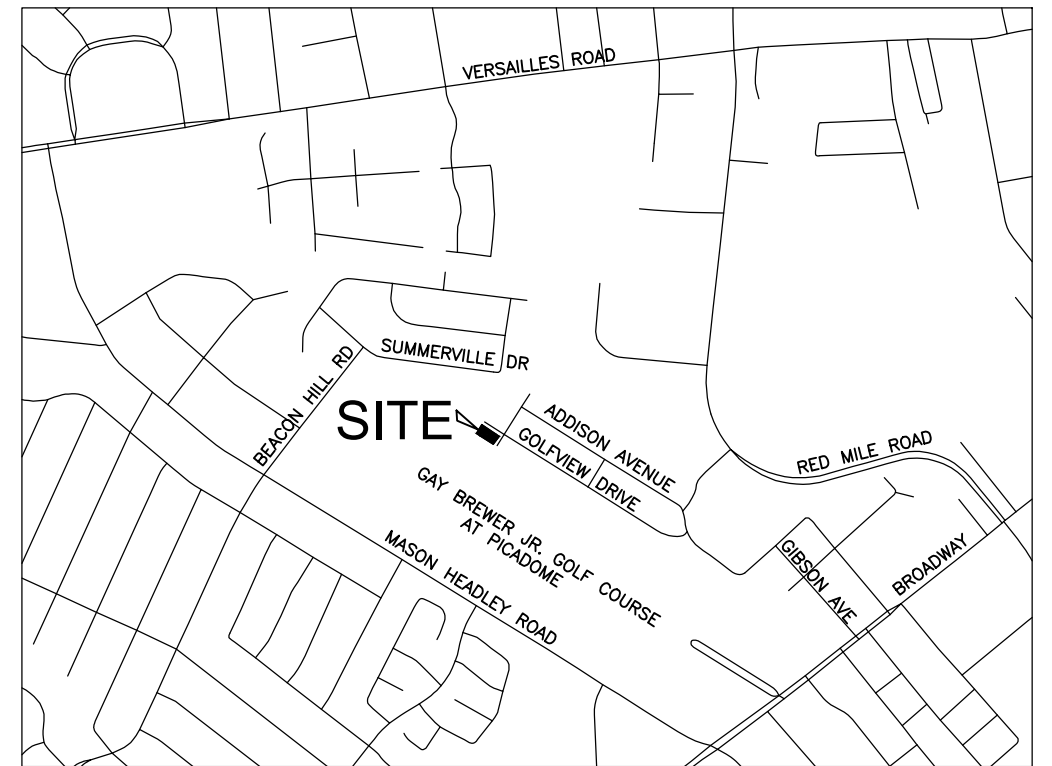 VERSAILLES ROAD
SUMMERVILLE DR
BEACON HILL RD
SITE
ADDISON AVENUE
GOLFVIEW DRIVE
RED MILE ROAD
GAY BREWER JR. GOLF COURSE
AT PICADOME
MASON HEADLEY ROAD
GIBSON AVE
BROADWAY